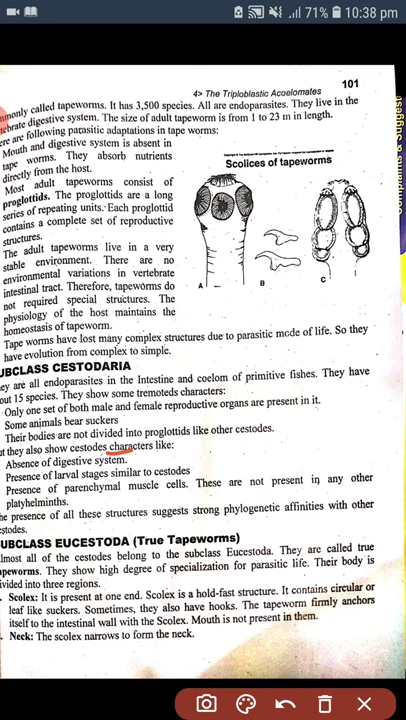 71% 10:38 pm
4> The Triploblastic Acoelomates 101
commonly called tapeworms. It has 3,500 species. All are endoparasites. They live in the
digestive system. The size of adult tapeworm is from 1 to 23 m in length.
are following parasitic adaptations in tape worms:
Mouth and digestive system is absent in
tape worms. They absorb nutrients
directly from the host.
Most adult tapeworms consist of
proglottids. The proglottids are a long
series of repeating units. Each proglottid
contains a complete set of reproductive
structures.
The adult tapeworms live in a very
stable environment. There are no
environmental variations in vertebrate
intestinal tract. Therefore, tapeworms do
not required special structures. The
physiology of the host maintains the
homeostasis of tapeworm.
Scolices of tapeworms
A B C
Tape worms have lost many complex structures due to parasitic mode of life. So they
have evolution from complex to simple.
UBCLASS CESTODARIA
ey are all endoparasites in the Intestine and coelom of primitive fishes. They have
out 15 species. They show some tremoteds characters:
Only one set of both male and female reproductive organs are present in it.
Some animals bear suckers
Their bodies are not divided into proglottids like other cestodes.
t they also show cestodes characters like:
Absence of digestive system.
Presence of larval stages similar to cestodes
Presence of parenchymal muscle cells. These are not present in any other
platyhelminths.
he presence of all these structures suggests strong phylogenetic affinities with other
estodes.
UBCLASS EUCESTODA (True Tapeworms)
lmost all of the cestodes belong to the subclass Eucestoda. They are called true
apeworms. They show high degree of specialization for parasitic life. Their body is
ivided into three regions.
Scolex: It is present at one end. Scolex is a hold-fast structure. It contains circular or
leaf like suckers. Sometimes, they also have hooks. The tapeworm firmly anchors
itself to the intestinal wall with the Scolex. Mouth is not present in them.
Neck: The scolex narrows to form the neck.
Complaints & Suggest